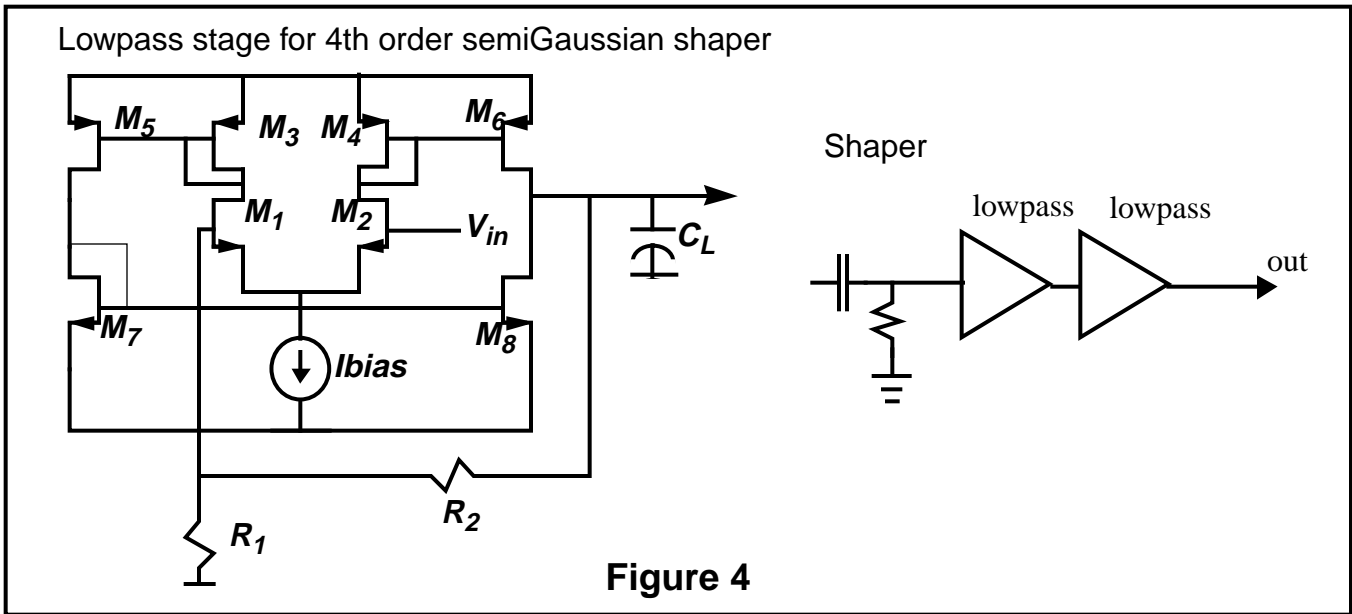 Lowpass stage for 4th order semiGaussian shaper
M5
M3
M4
M6
M1
M2
Vin
CL
M7
M8
Ibias
R2
R1
Shaper
lowpass
lowpass
out
Figure 4